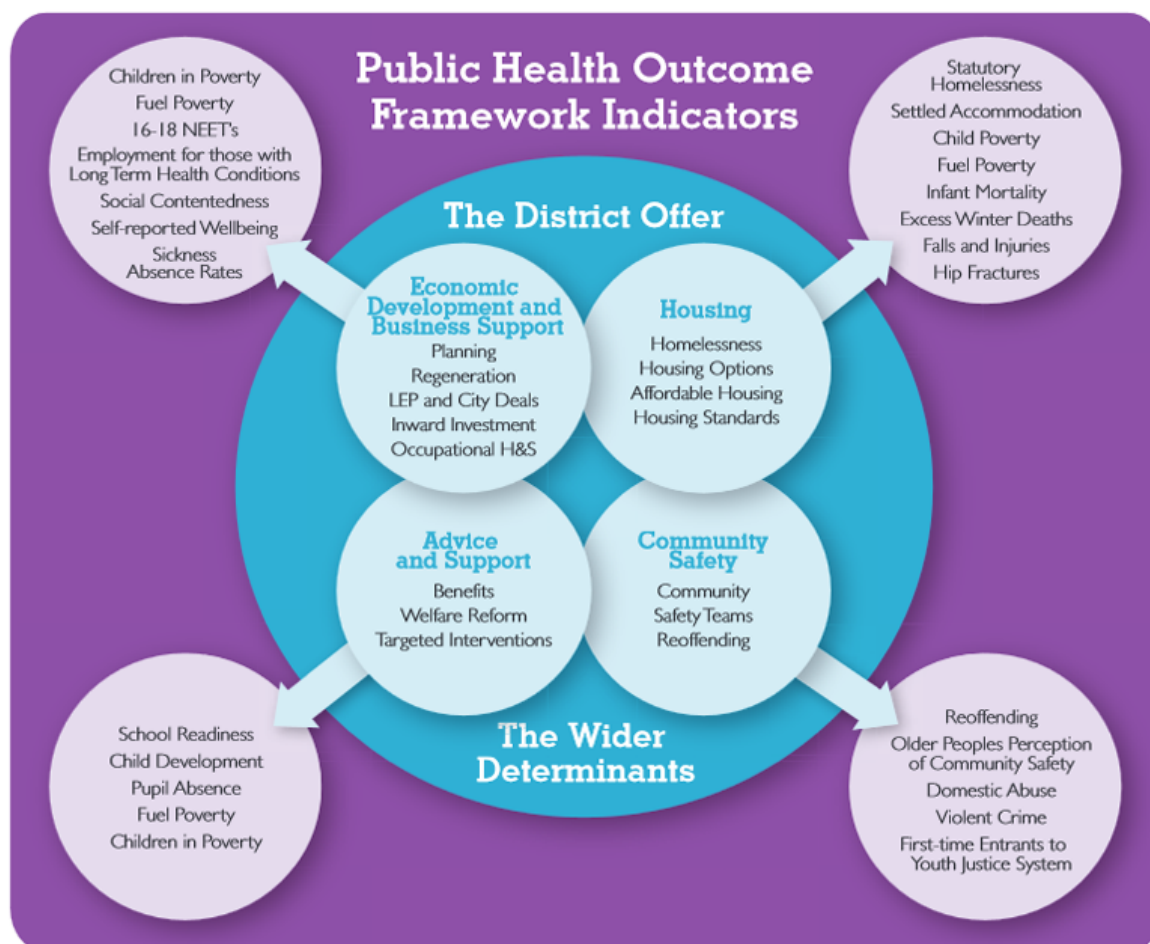 Public Health Outcome
Framework Indicators
Children in Poverty
Fuel Poverty
16-18 NEET's
Employment for those with
Long Term Health Conditions
Social Contentedness
Self-reported Wellbeing
Sickness
Absence Rates
Statutory
Homelessness
Settled Accommodation
Child Poverty
Fuel Poverty
Infant Mortality
Excess Winter Deaths
Falls and Injuries
Hip Fractures
The District Offer
Economic
Development and
Business Support
Planning
Regeneration
LEP and City Deals
Inward Investment
Occupational H&S
Housing
Homelessness
Housing Options
Affordable Housing
Housing Standards
Advice
and Support
Benefits
Welfare Reform
Targeted Interventions
Community
Safety
Community
Safety Teams
Reoffending
The Wider
Determinants
School Readiness
Child Development
Pupil Absence
Fuel Poverty
Children in Poverty
Reoffending
Older Peoples Perception
of Community Safety
Domestic Abuse
Violent Crime
First-time Entrants to
Youth Justice System